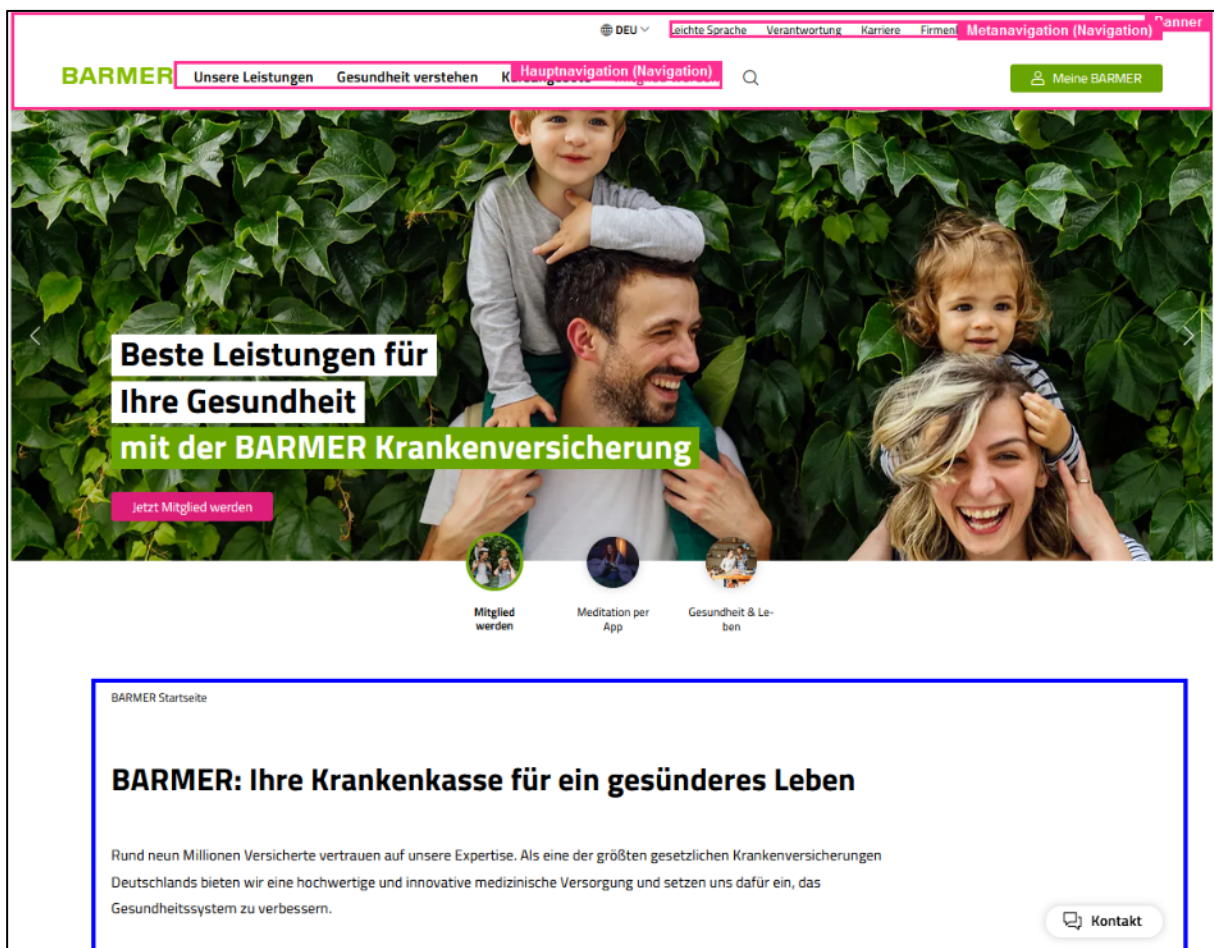 Banner
DEU
Leichte Sprache Verantwortung Karriere Metanavigation (Navigation)
BARMER Unsere Leistungen Gesundheit verstehen Hauptnavigation (Navigation)
Meine BARMER
Beste Leistungen für
Ihre Gesundheit
mit der BARMER Krankenversicherung
Jetzt Mitglied werden
Mitglied
werden
Meditation per
App
Gesundheit & Le-
ben
BARMER Startseite
BARMER: Ihre Krankenkasse für ein gesünderes Leben
Rund neun Millionen Versicherte vertrauen auf unsere Expertise. Als eine der größten gesetzlichen Krankenversicherungen
Deutschlands bieten wir eine hochwertige und innovative medizinische Versorgung und setzen uns dafür ein, das
Gesundheitssystem zu verbessern.
Kontakt